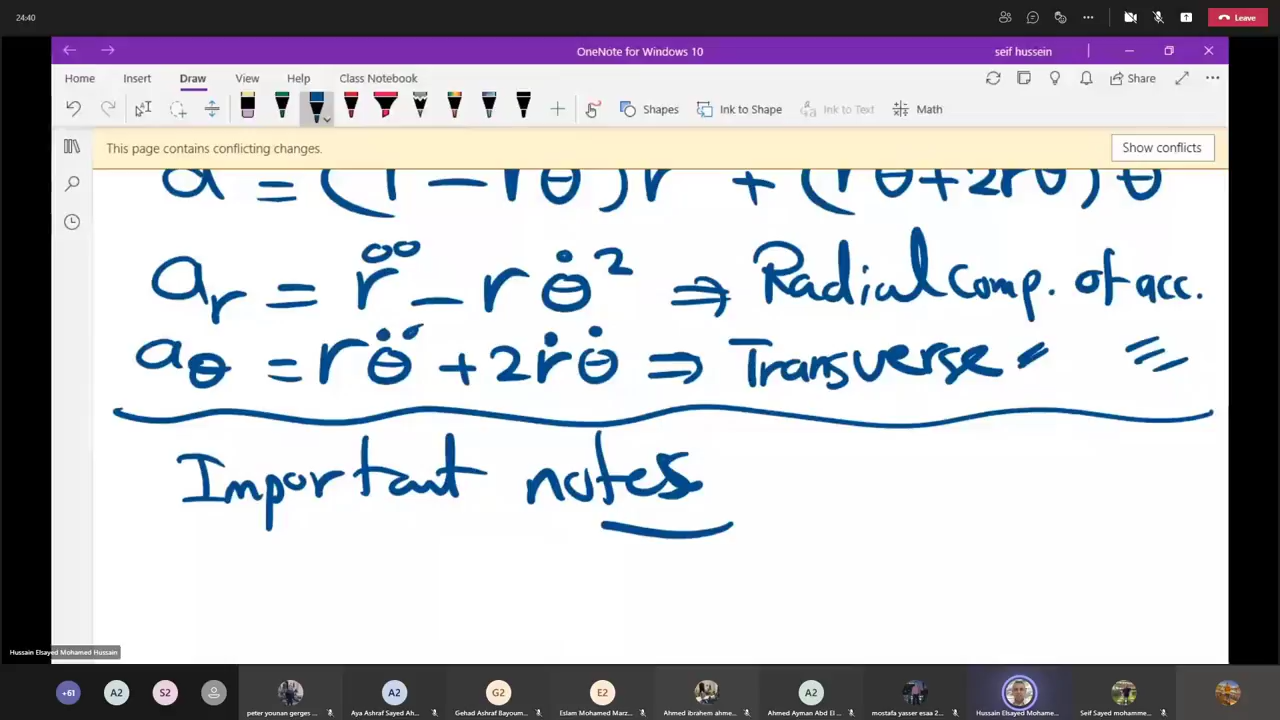 24:40
Leave
OneNote for Windows 10
seif hussein
Home Insert Draw View Help Class Notebook
Share
Shapes Ink to Shape Ink to Text Math
This page contains conflicting changes.
Show conflicts
a = (r - rθ)r + (rθ+2rθ)θ
a_r = r̈ - rθ̇² ⇒ Radial Comp. of acc.
a_θ = rθ̈ + 2ṙθ̇ ⇒ Transverse " "
Important notes
Hussain Elsayed Mohamed Hussain
+61 A2 S2 A2 G2 E2 A2
peter younan gerges ... Aya Ashraf Sayed Ah... Gehad Ashraf Bayoum... Eslam Mohamed Marz... Ahmed ibrahem ahme... Ahmed Ayman Abd El ... mostafa yasser esaa 2... Hussain Elsayed Mohame... Seif Sayed mohamme...